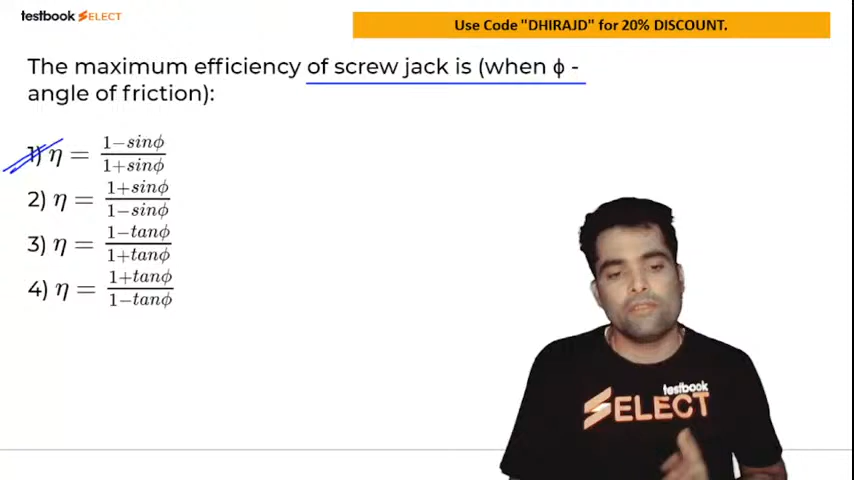 testbook SELECT
Use Code "DHIRAJD" for 20% DISCOUNT.
The maximum efficiency of screw jack is (when ϕ -
angle of friction):
1) η = (1−sinϕ)/(1+sinϕ)
2) η = (1+sinϕ)/(1−sinϕ)
3) η = (1−tanϕ)/(1+tanϕ)
4) η = (1+tanϕ)/(1−tanϕ)
testbook
SELECT